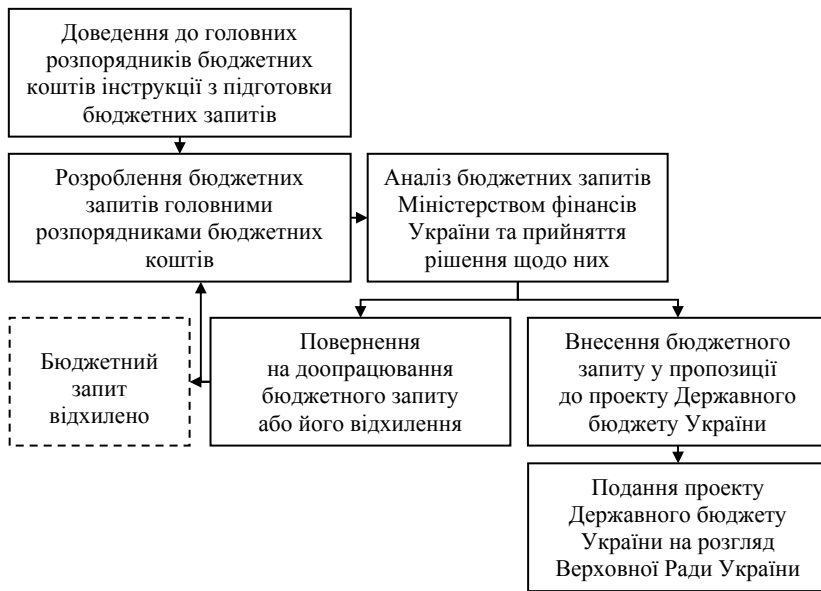 Доведення до головних
розпорядників бюджетних
коштів інструкції з підготовки
бюджетних запитів
Розроблення бюджетних
запитів головними
розпорядниками бюджетних
коштів
Аналіз бюджетних запитів
Міністерством фінансів
України та прийняття
рішення щодо них
Бюджетний
запит
відхилено
Повернення
на доопрацювання
бюджетного запиту
або його відхилення
Внесення бюджетного
запиту у пропозиції
до проекту Державного
бюджету України
Подання проекту
Державного бюджету
України на розгляд
Верховної Ради України